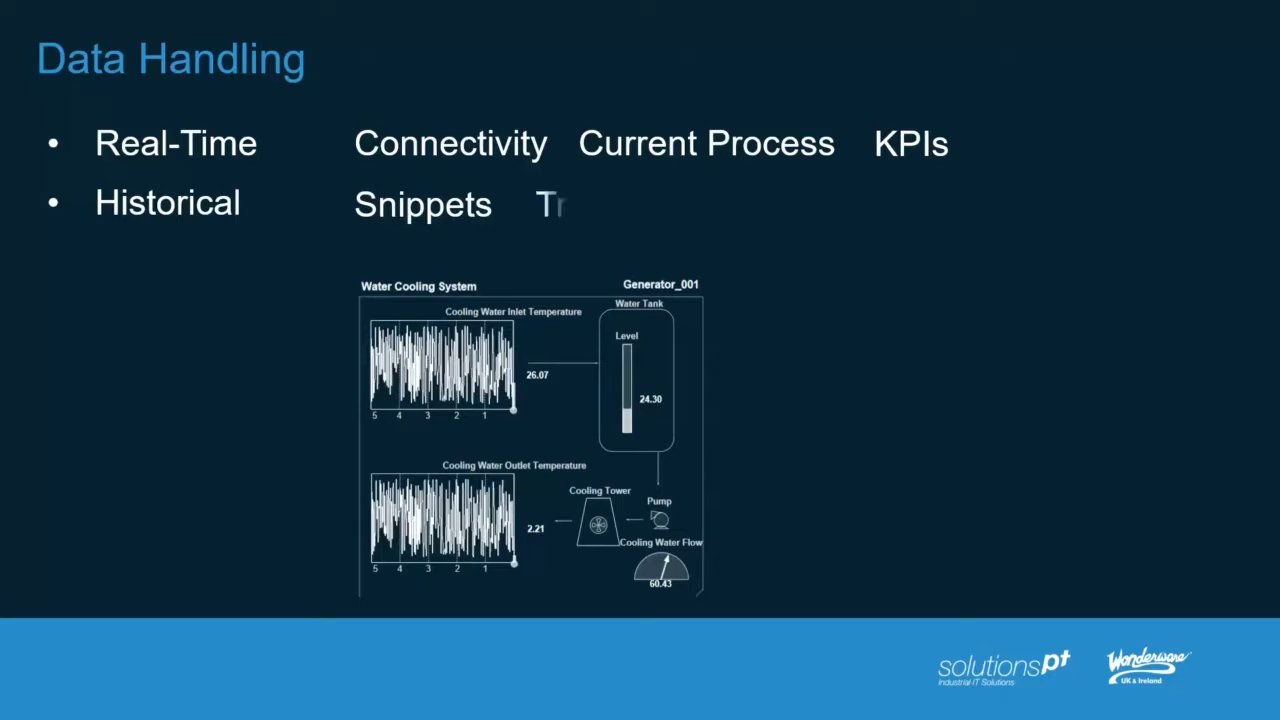 Data Handling
• Real-Time Connectivity Current Process KPIs
• Historical Snippets
Water Cooling System Generator_001
Water Tank
Cooling Water Inlet Temperature
Level
26.07
24.30
5 4 3 2 1
Cooling Water Outlet Temperature
Cooling Tower
Pump
2.21
Cooling Water Flow
5 4 3 2 1
60.43
solutionspt
Industrial IT Solutions
Wonderware
UK & Ireland